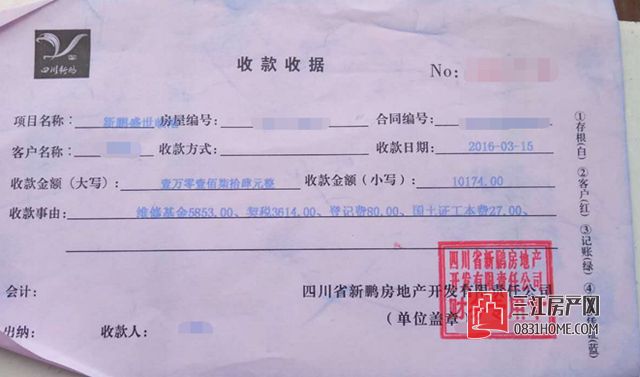 四川新鹏
收款收据
No:
项目名称: 新鹏盛世 房屋编号: 合同编号:
客户名称: 收款方式: 收款日期: 2016-03-15
收款金额(大写): 壹万零壹佰柒拾肆元整 收款金额(小写): 10174.00
收款事由: 维修基金5853.00、契税3614.00、登记费80.00、国土证工本费27.00、
四川省新鹏房地产
开发有限责任公司
会计: 四川省新鹏房地产开发有限责任公司
(单位盖章
出纳: 收款人:
①存根(白) ②客户(红) ③记账(绿) ④ (蓝)
三江房产网
0831HOME.COM